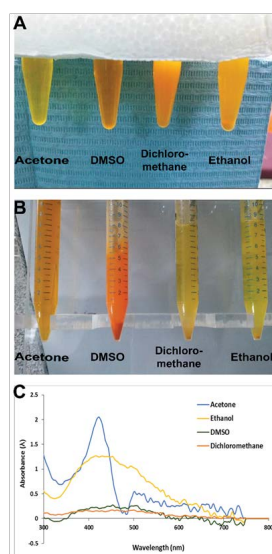 A
Acetone
DMSO
Dichloro-
methane
Ethanol
B
Acetone
DMSO
Dichloro-
methane
Ethanol
C
2.5
2
1.5
1
0.5
0
-0.5
Absorbance (A)
300
400
500
600
700
800
Wavelength (nm)
Acetone
Ethanol
DMSO
Dichloromethane